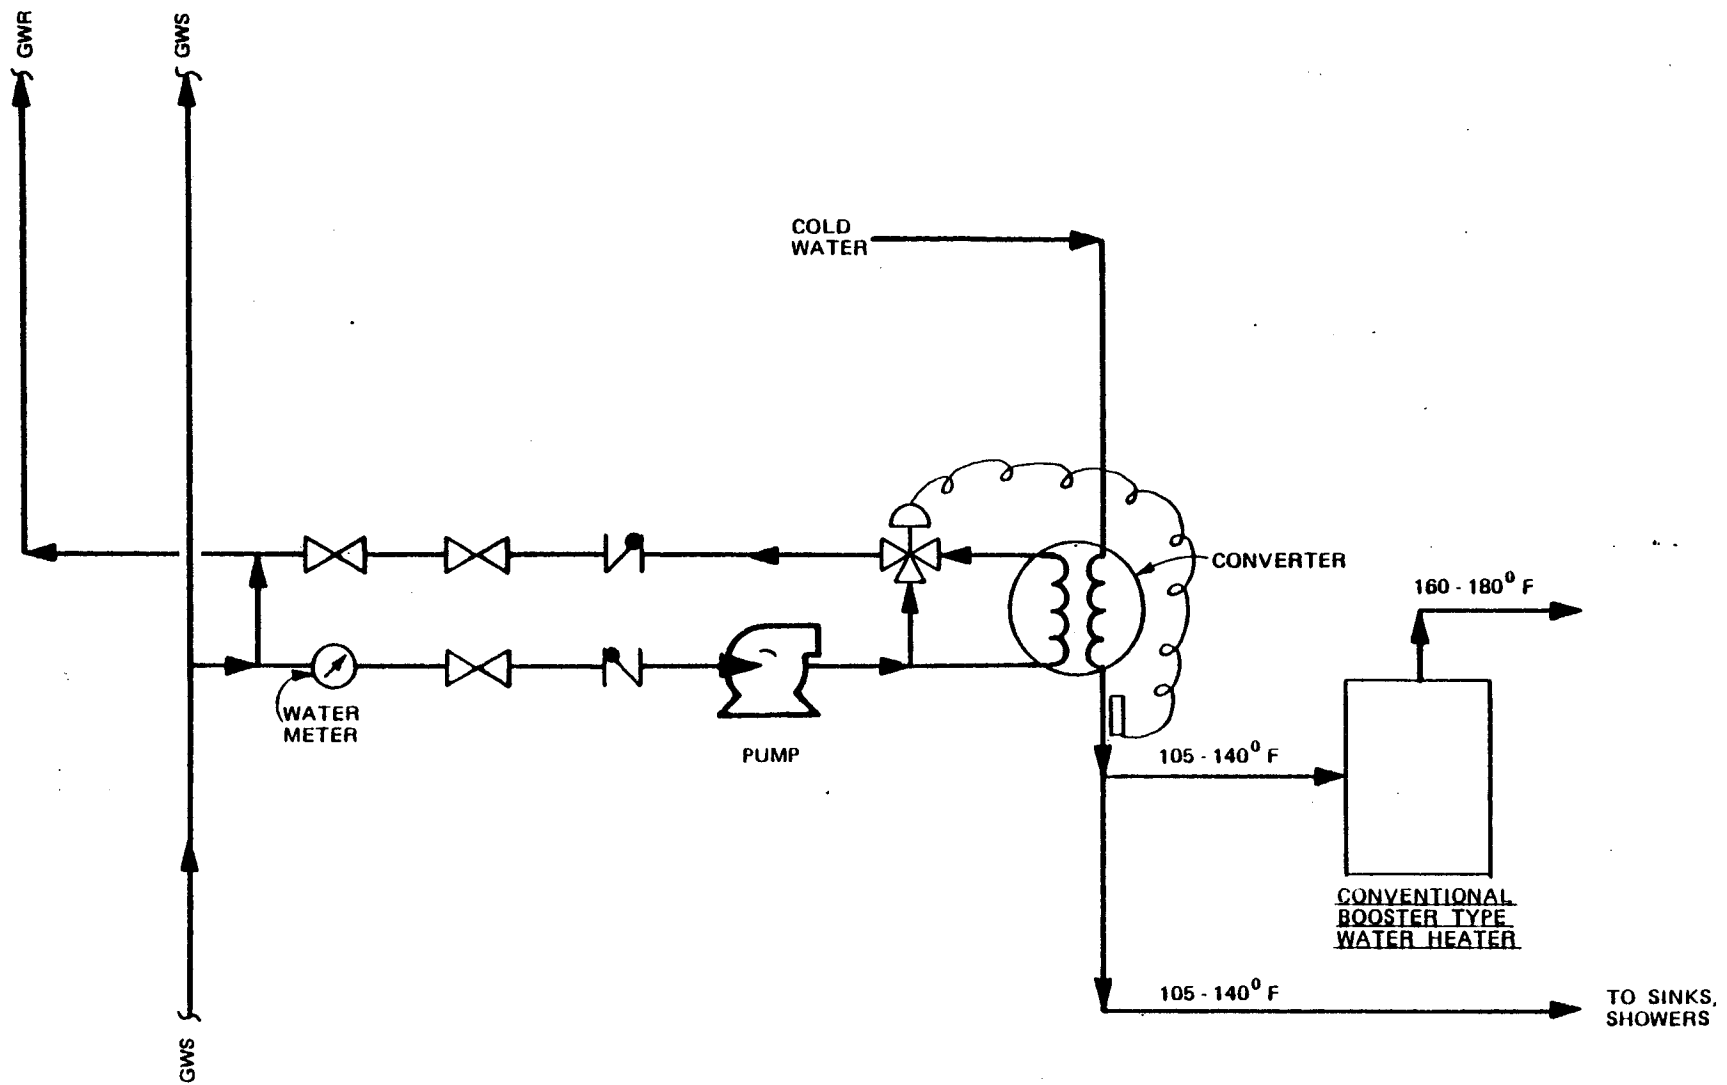 GWR
GWS
COLD
WATER
CONVERTER
160 - 180⁰ F
WATER
METER
PUMP
105 - 140⁰ F
CONVENTIONAL
BOOSTER TYPE
WATER HEATER
105 - 140⁰ F
TO SINKS,
SHOWERS
GWS